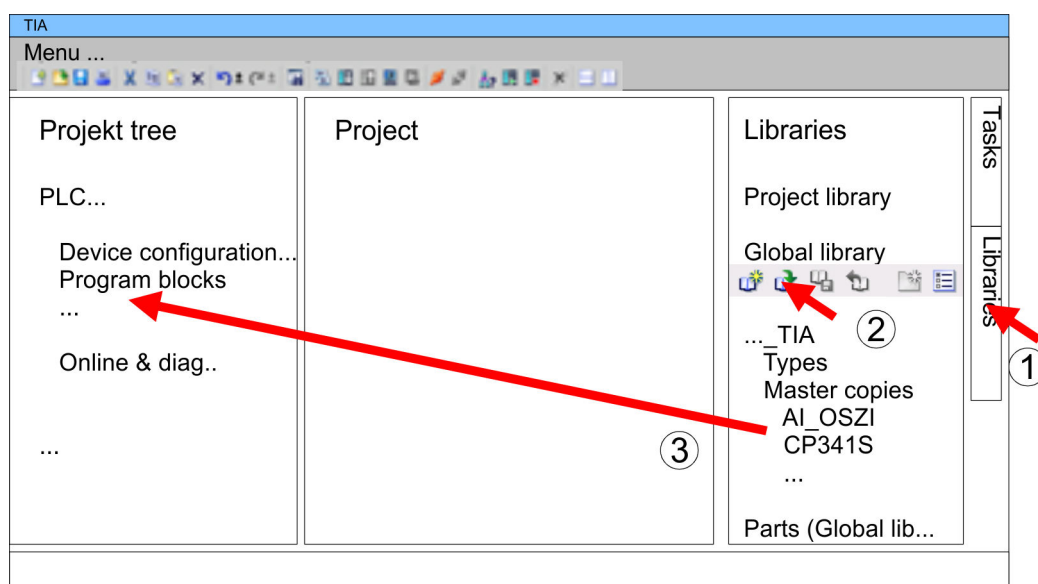 TIA
Menu ...
Projekt tree
PLC...
Device configuration...
Program blocks
...
Online & diag..
...
Project
③
Libraries
Project library
Global library
②
..._TIA
Types
Master copies
AI_OSZI
CP341S
...
Parts (Global lib...
Tasks
Libraries
①